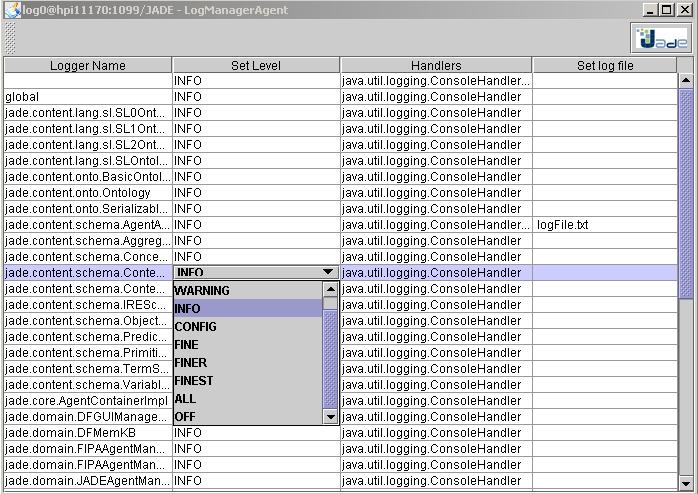 log0@hpi11170:1099/JADE - LogManagerAgent
Jade
Logger Name Set Level Handlers Set log file
INFO java.util.logging.ConsoleHandler...
global INFO java.util.logging.ConsoleHandler
jade.content.lang.sl.SL0Ont... INFO java.util.logging.ConsoleHandler
jade.content.lang.sl.SL1Ont... INFO java.util.logging.ConsoleHandler
jade.content.lang.sl.SL2Ont... INFO java.util.logging.ConsoleHandler
jade.content.lang.sl.SLOntol... INFO java.util.logging.ConsoleHandler
jade.content.onto.BasicOntol... INFO java.util.logging.ConsoleHandler
jade.content.onto.Ontology INFO java.util.logging.ConsoleHandler
jade.content.onto.Serializabl... INFO java.util.logging.ConsoleHandler
jade.content.schema.AgentA... INFO java.util.logging.ConsoleHandler... logFile.txt
jade.content.schema.Aggreg... INFO java.util.logging.ConsoleHandler
jade.content.schema.Conce... INFO java.util.logging.ConsoleHandler
jade.content.schema.Conte... INFO java.util.logging.ConsoleHandler
jade.content.schema.Conte... WARNING java.util.logging.ConsoleHandler
jade.content.schema.IRESc... INFO java.util.logging.ConsoleHandler
jade.content.schema.Object... CONFIG java.util.logging.ConsoleHandler
jade.content.schema.Predic... FINE java.util.logging.ConsoleHandler
jade.content.schema.Primiti... FINER java.util.logging.ConsoleHandler
jade.content.schema.TermS... FINEST java.util.logging.ConsoleHandler
jade.content.schema.Variabl... ALL java.util.logging.ConsoleHandler
jade.core.AgentContainerImpl OFF java.util.logging.ConsoleHandler
jade.domain.DFGUIManage... java.util.logging.ConsoleHandler
jade.domain.DFMemKB INFO java.util.logging.ConsoleHandler
jade.domain.FIPAAgentMan... INFO java.util.logging.ConsoleHandler
jade.domain.FIPAAgentMan... INFO java.util.logging.ConsoleHandler
jade.domain.JADEAgentMan... INFO java.util.logging.ConsoleHandler